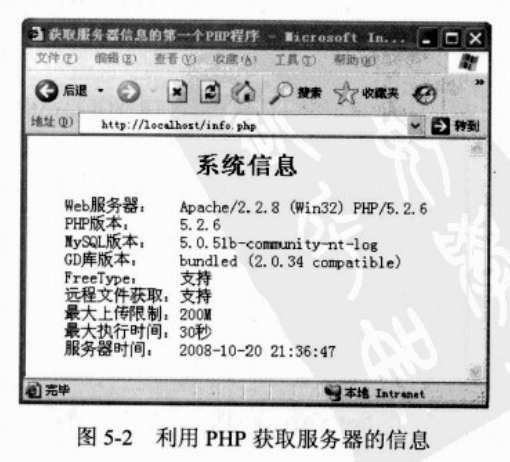 获取服务器信息的第一个PHP程序 - Microsoft In...
文件(F) 编辑(E) 查看(V) 收藏(A) 工具(T) 帮助(H)
后退 搜索 收藏夹 »
地址(D) http://localhost/info.php 转到
系统信息
Web服务器: Apache/2.2.8 (Win32) PHP/5.2.6
PHP版本: 5.2.6
MySQL版本: 5.0.51b-community-nt-log
GD库版本: bundled (2.0.34 compatible)
FreeType: 支持
远程文件获取: 支持
最大上传限制: 200M
最大执行时间: 30秒
服务器时间: 2008-10-20 21:36:47
完毕 本地 Intranet
图 5-2 利用 PHP 获取服务器的信息